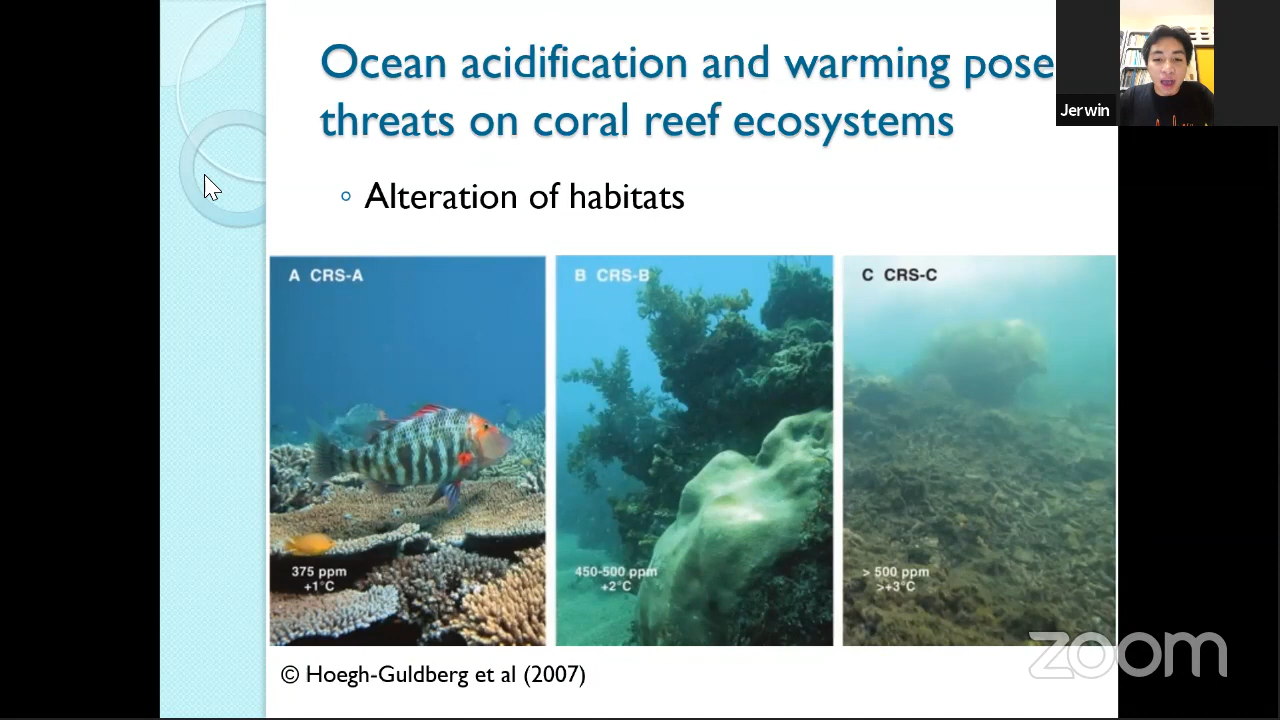 Ocean acidification and warming pose
threats on coral reef ecosystems
Jerwin
Alteration of habitats
A CRS-A
B CRS-B
C CRS-C
375 ppm
+1°C
450-500 ppm
+2°C
> 500 ppm
>+3°C
© Hoegh-Guldberg et al (2007)
zoom